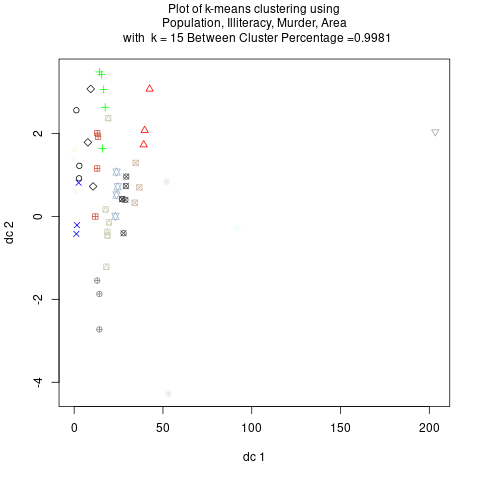 Plot of k-means clustering using
Population, Illiteracy, Murder, Area
with  k = 15 Between Cluster Percentage =0.9981
2
0
-2
-4
dc 2
0
50
100
150
200
dc 1